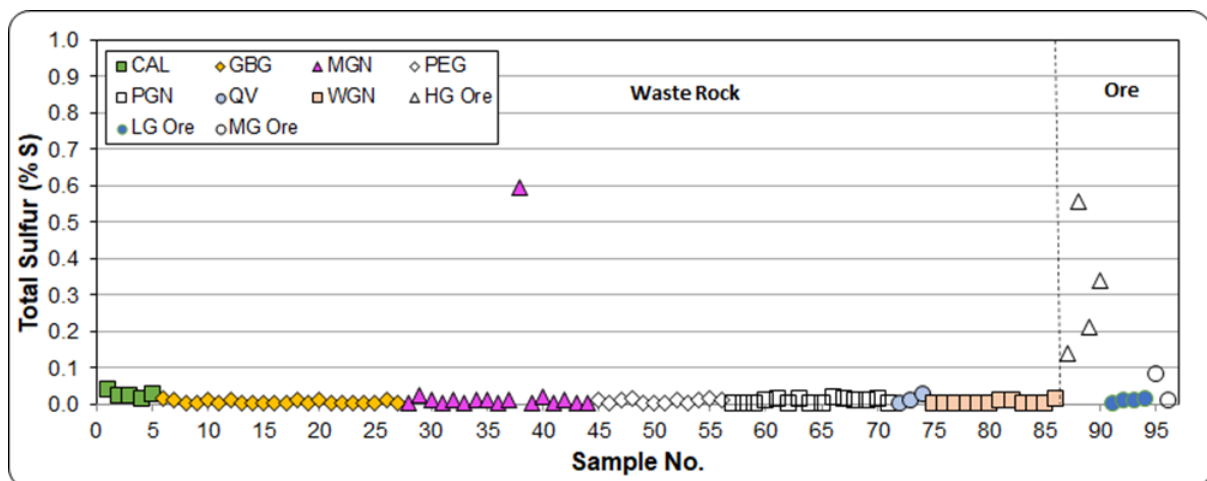 1.0
0.9
0.8
0.7
0.6
0.5
0.4
0.3
0.2
0.1
0.0
Total Sulfur (% S)
CAL GBG MGN PEG
PGN QV WGN HG Ore
LG Ore MG Ore
Waste Rock Ore
0 5 10 15 20 25 30 35 40 45 50 55 60 65 70 75 80 85 90 95
Sample No.